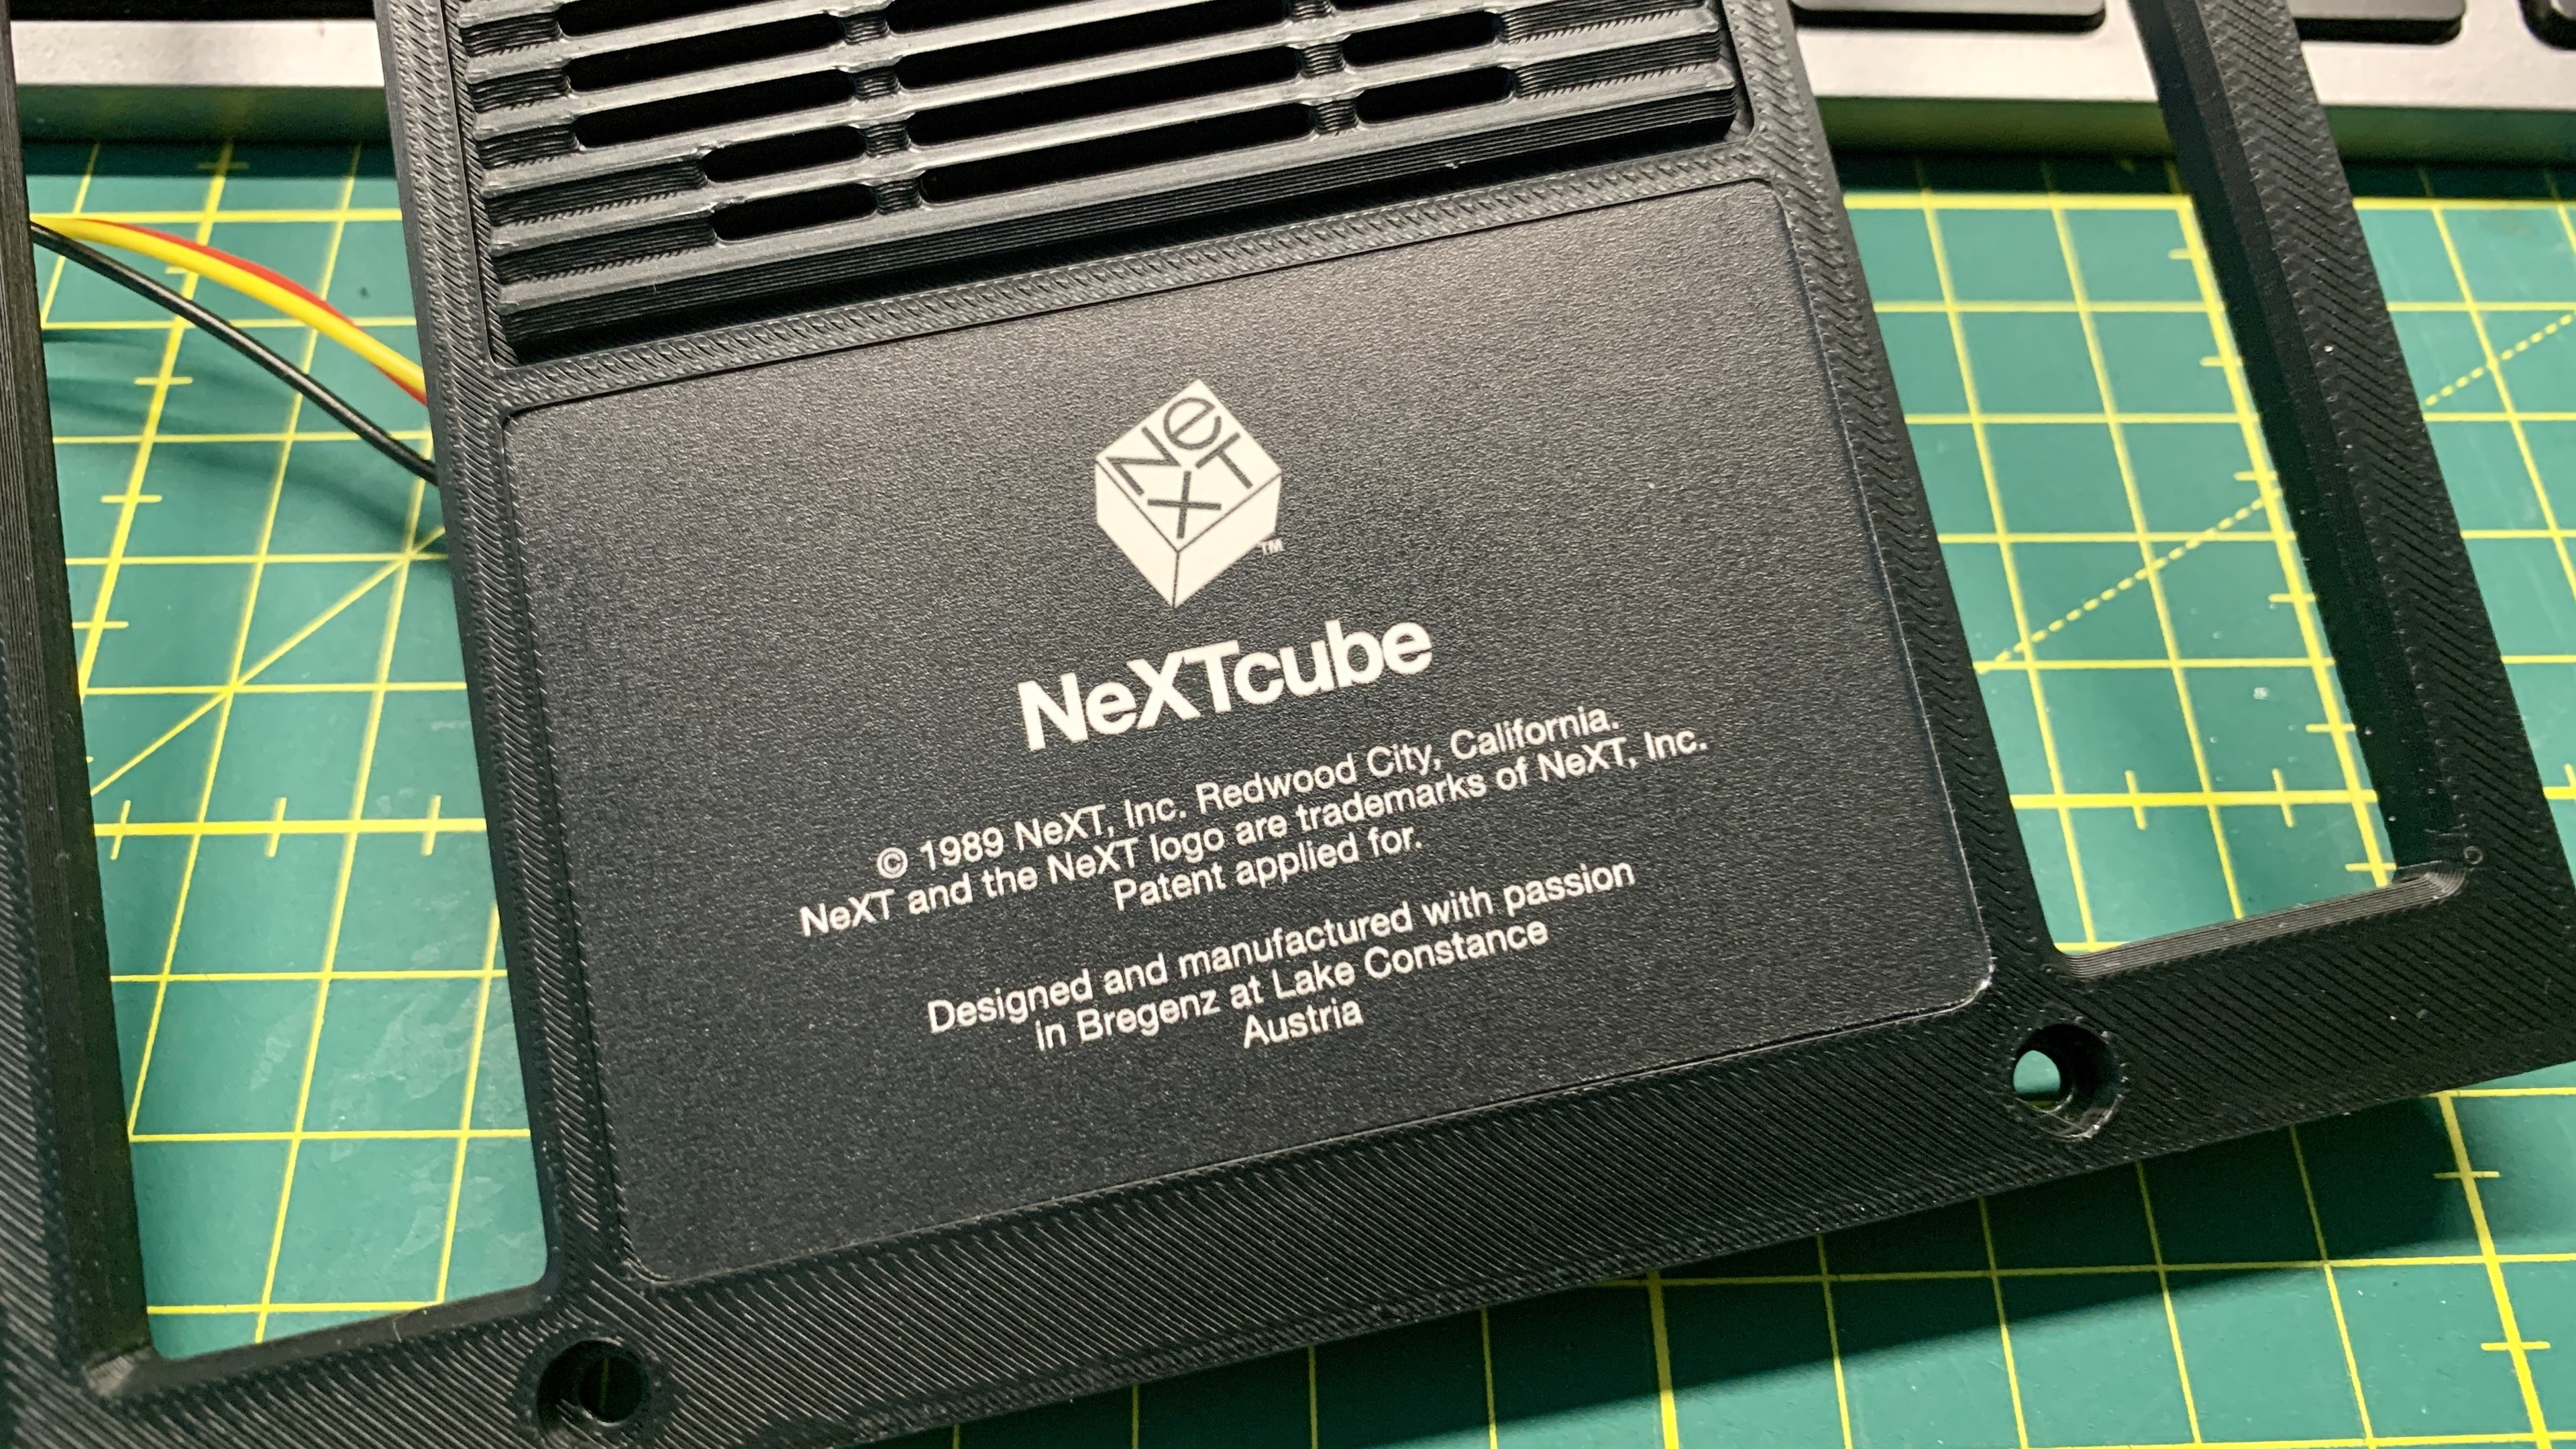 NeXT
TM
NeXTcube
© 1989 NeXT, Inc. Redwood City, California.
NeXT and the NeXT logo are trademarks of NeXT, Inc.
Patent applied for.
Designed and manufactured with passion
in Bregenz at Lake Constance
Austria